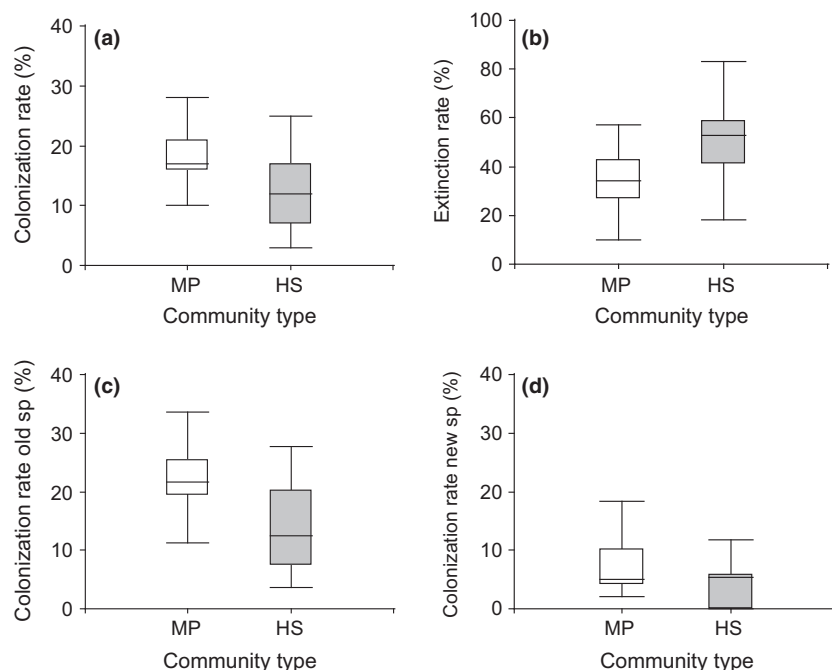 (a)
Colonization rate (%)
40
30
20
10
0
MP HS
Community type
(b)
Extinction rate (%)
100
80
60
40
20
0
MP HS
Community type
(c)
Colonization rate old sp (%)
40
30
20
10
0
MP HS
Community type
(d)
Colonization rate new sp (%)
40
30
20
10
0
MP HS
Community type